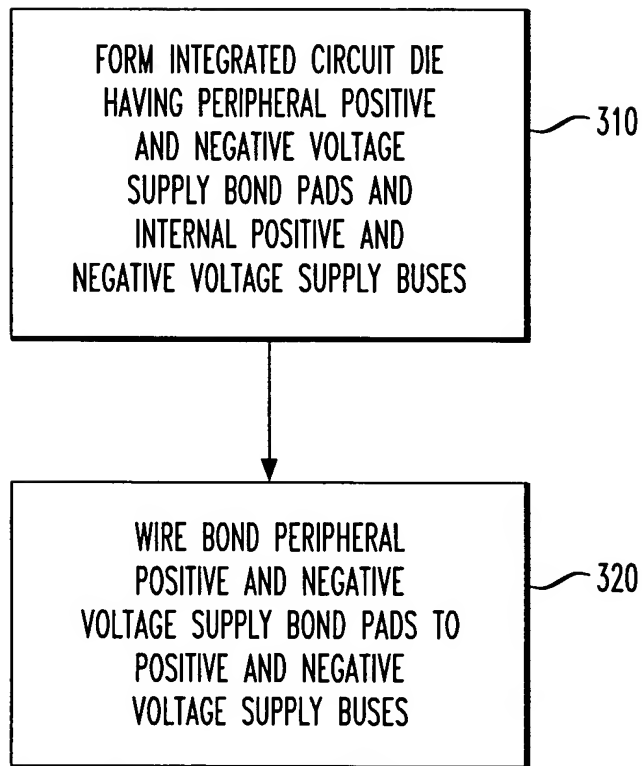 FORM INTEGRATED CIRCUIT DIE
HAVING PERIPHERAL POSITIVE
AND NEGATIVE VOLTAGE
SUPPLY BOND PADS AND
INTERNAL POSITIVE AND
NEGATIVE VOLTAGE SUPPLY BUSES
310
WIRE BOND PERIPHERAL
POSITIVE AND NEGATIVE
VOLTAGE SUPPLY BOND PADS TO
POSITIVE AND NEGATIVE
VOLTAGE SUPPLY BUSES
320